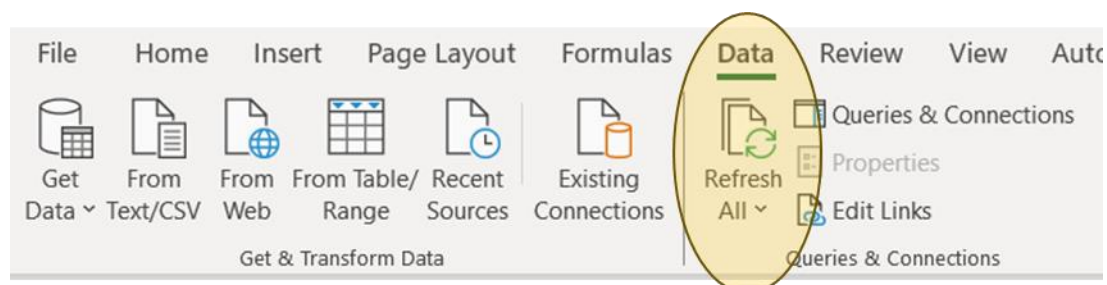 File Home Insert Page Layout Formulas Data Review View Auto
Get Data From Text/CSV From Web From Table/ Range Recent Sources Existing Connections Refresh All Queries & Connections
Properties
Edit Links
Get & Transform Data Queries & Connections